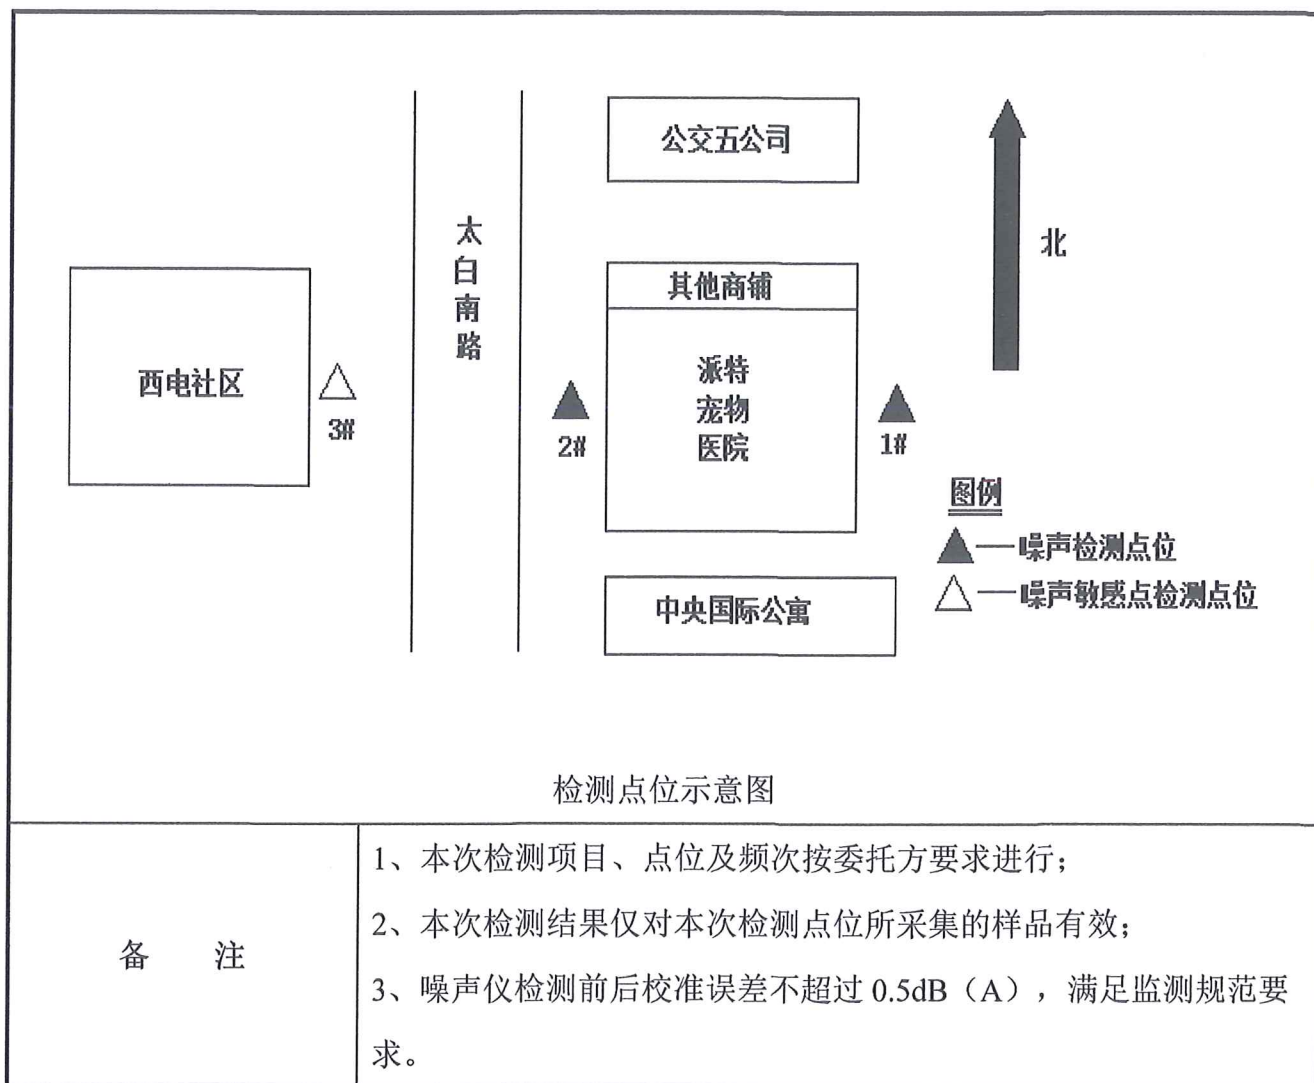 公交五公司
太白南路
北
其他商铺
西电社区
派特
宠物
医院
3#
2#
1#
图例
▲—噪声检测点位
△—噪声敏感点检测点位
中央国际公寓
检测点位示意图
备 注
1、本次检测项目、点位及频次按委托方要求进行；
2、本次检测结果仅对本次检测点位所采集的样品有效；
3、噪声仪检测前后校准误差不超过 0.5dB（A），满足监测规范要
求。